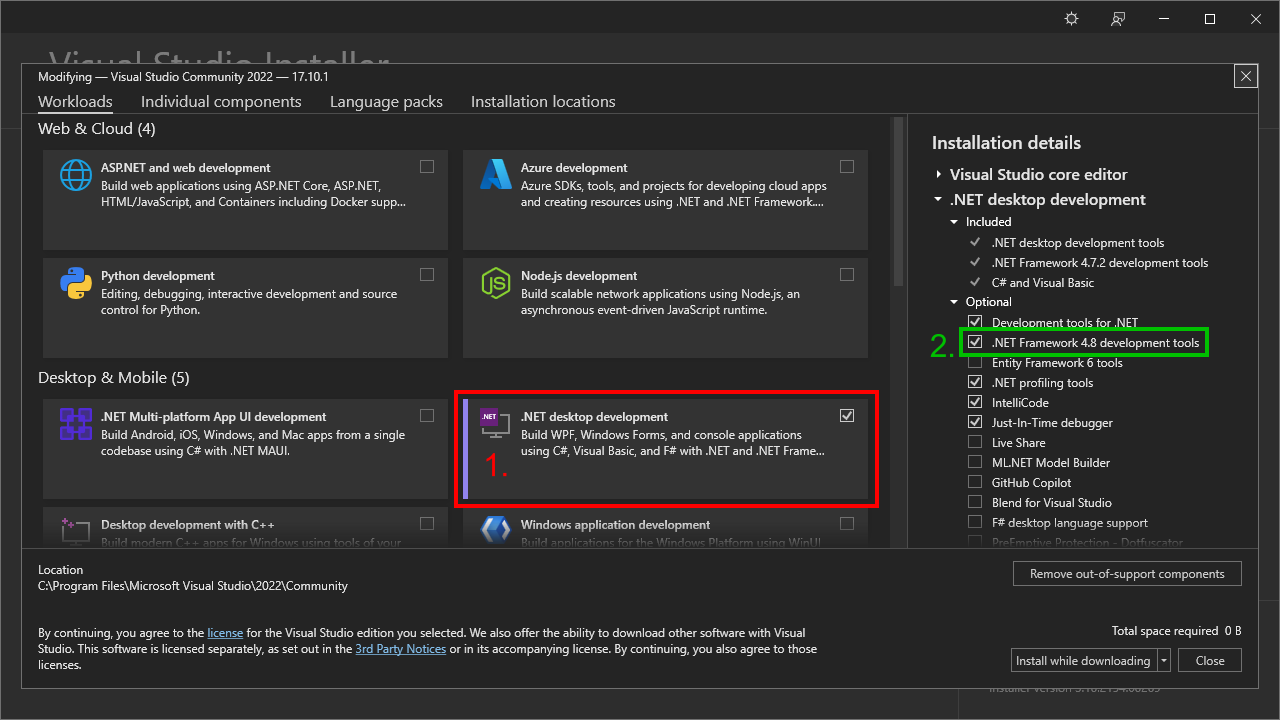 Visual Studio Installer
Modifying — Visual Studio Community 2022 — 17.10.1
Workloads
Individual components
Language packs
Installation locations
Web & Cloud (4)
ASP.NET and web development
Build web applications using ASP.NET Core, ASP.NET,
HTML/JavaScript, and Containers including Docker supp...
Azure development
Azure SDKs, tools, and projects for developing cloud apps
and creating resources using .NET and .NET Framework....
Python development
Editing, debugging, interactive development and source
control for Python.
Node.js development
Build scalable network applications using Node.js, an
asynchronous event-driven JavaScript runtime.
Desktop & Mobile (5)
.NET Multi-platform App UI development
Build Android, iOS, Windows, and Mac apps from a single
codebase using C# with .NET MAUI.
1.
.NET
.NET desktop development
Build WPF, Windows Forms, and console applications
using C#, Visual Basic, and F# with .NET and .NET Frame...
Desktop development with C++
Build modern C++ apps for Windows using tools of your
Windows application development
Build applications for the Windows Platform using WinUI
Installation details
Visual Studio core editor
.NET desktop development
Included
.NET desktop development tools
.NET Framework 4.7.2 development tools
C# and Visual Basic
Optional
Development tools for .NET
2.
.NET Framework 4.8 development tools
Entity Framework 6 tools
.NET profiling tools
IntelliCode
Just-In-Time debugger
Live Share
ML.NET Model Builder
GitHub Copilot
Blend for Visual Studio
F# desktop language support
PreEmptive Protection - Dotfuscator
Location
C:\Program Files\Microsoft Visual Studio\2022\Community
Remove out-of-support components
By continuing, you agree to the license for the Visual Studio edition you selected. We also offer the ability to download other software with Visual
Studio. This software is licensed separately, as set out in the 3rd Party Notices or in its accompanying license. By continuing, you also agree to those
licenses.
Total space required 0 B
Install while downloading
Close
Installer version